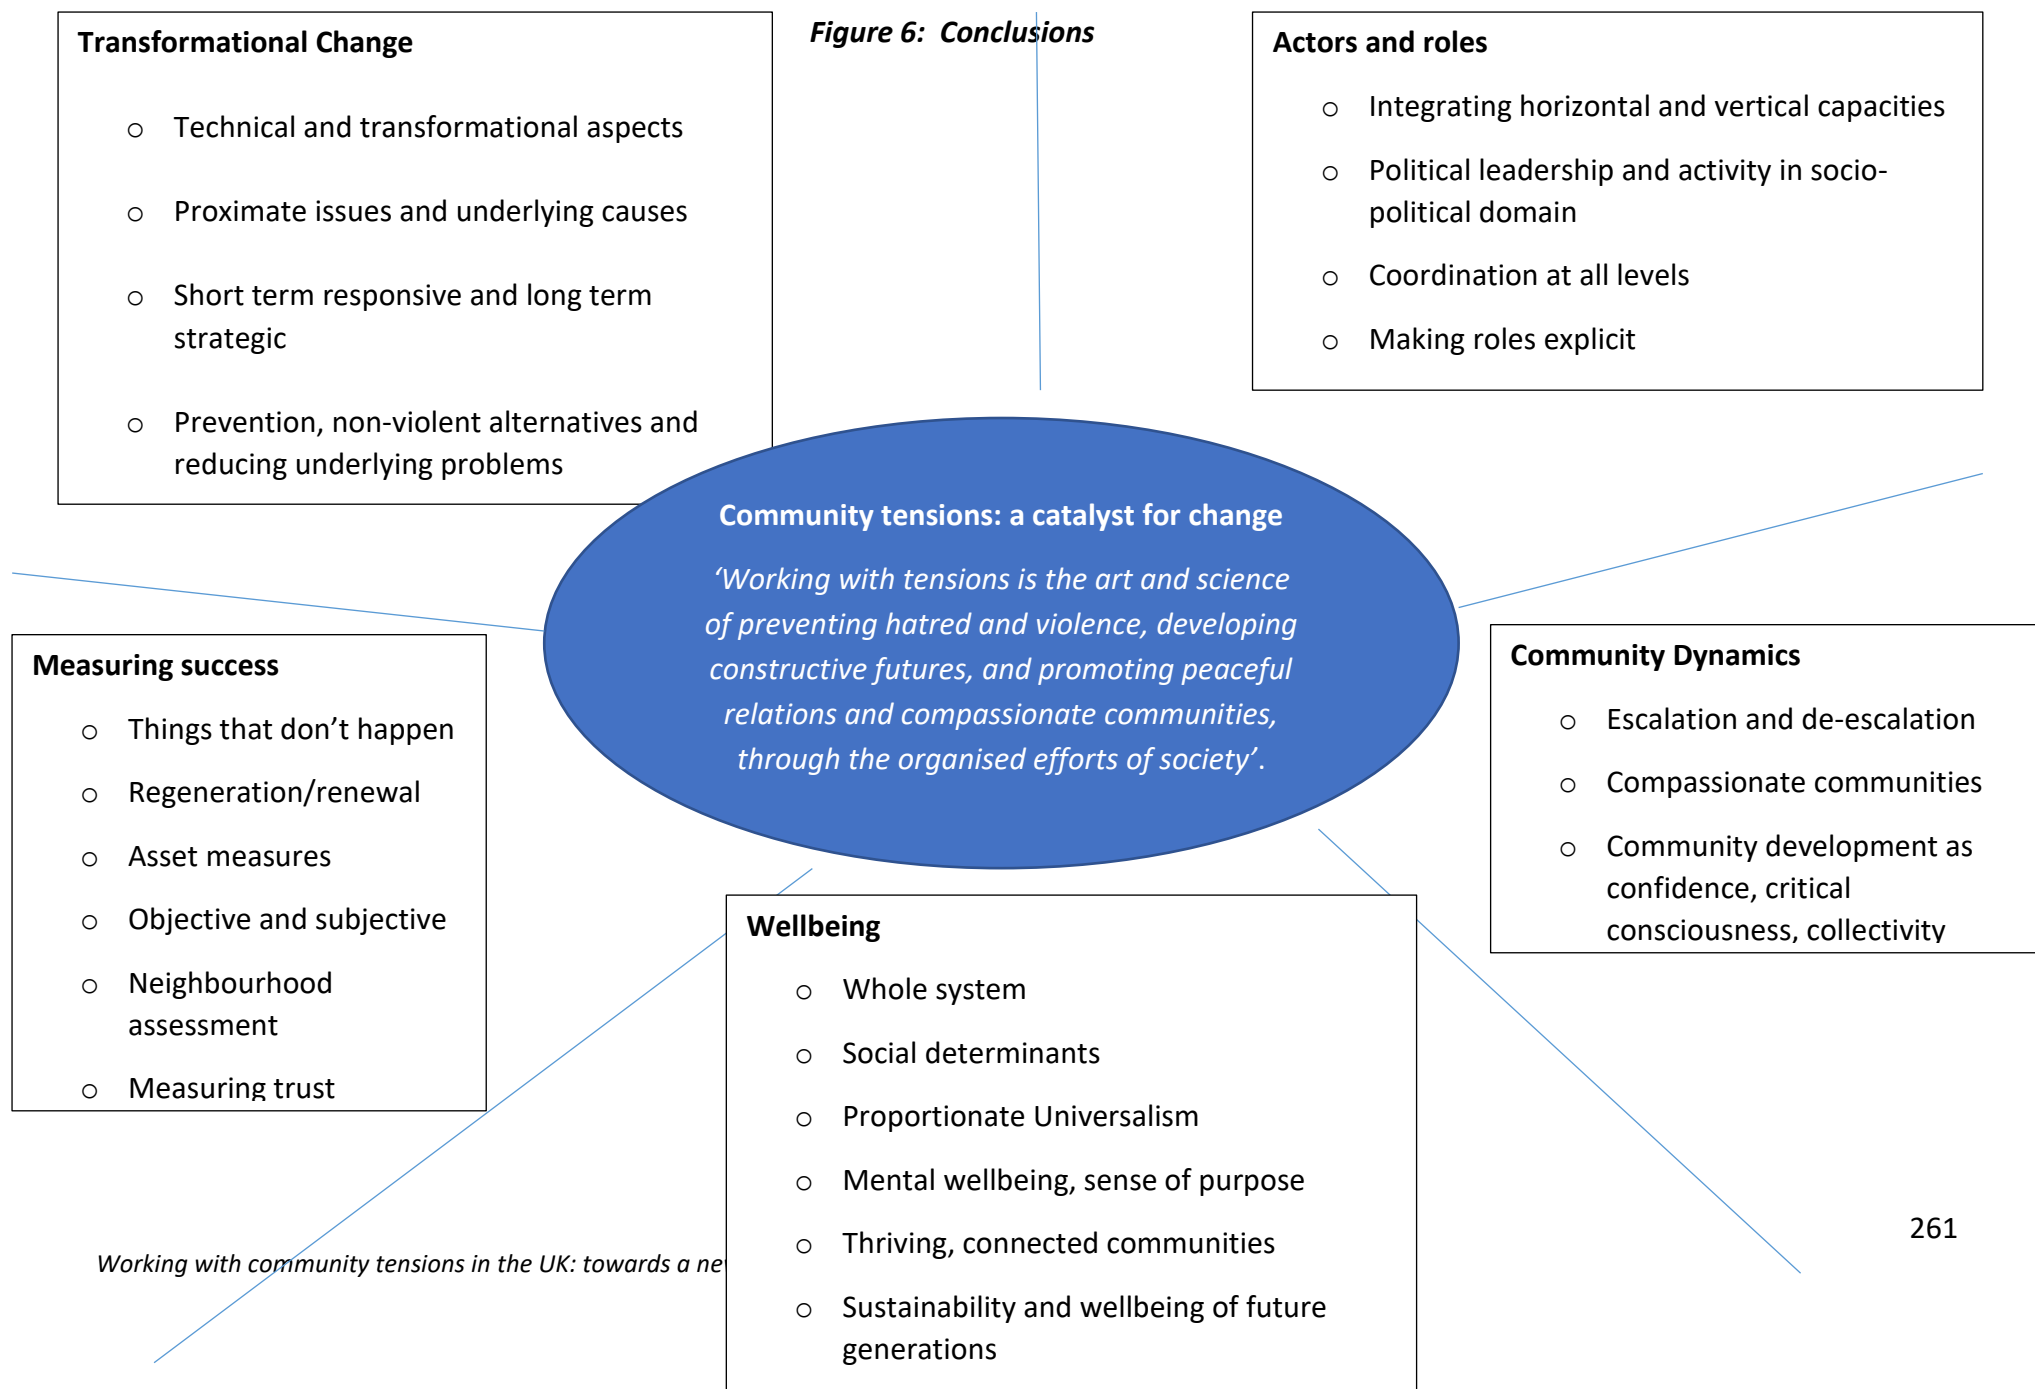 Figure 6: Conclusions
Transformational Change
o Technical and transformational aspects
o Proximate issues and underlying causes
o Short term responsive and long term
strategic
o Prevention, non-violent alternatives and
reducing underlying problems
Actors and roles
o Integrating horizontal and vertical capacities
o Political leadership and activity in socio-
political domain
o Coordination at all levels
o Making roles explicit
Community tensions: a catalyst for change
‘Working with tensions is the art and science
of preventing hatred and violence, developing
constructive futures, and promoting peaceful
relations and compassionate communities,
through the organised efforts of society’.
Measuring success
o Things that don’t happen
o Regeneration/renewal
o Asset measures
o Objective and subjective
o Neighbourhood
assessment
o Measuring trust
Community Dynamics
o Escalation and de-escalation
o Compassionate communities
o Community development as
confidence, critical
consciousness, collectivity
Wellbeing
o Whole system
o Social determinants
o Proportionate Universalism
o Mental wellbeing, sense of purpose
o Thriving, connected communities
o Sustainability and wellbeing of future
generations
Working with community tensions in the UK: towards a
261